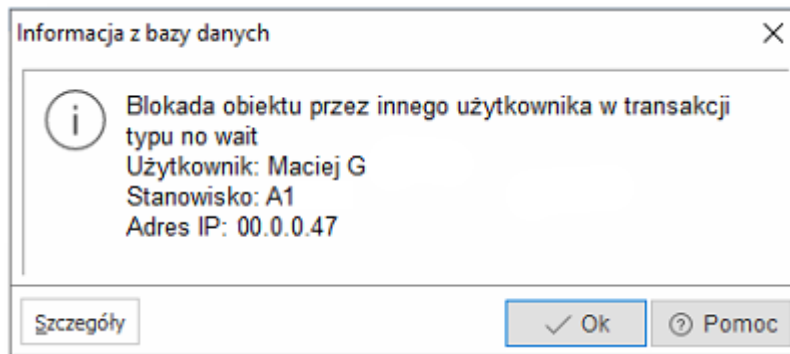 Informacja z bazy danych
Blokada obiektu przez innego użytkownika w transakcji
typu no wait
Użytkownik: Maciej G
Stanowisko: A1
Adres IP: 00.0.0.47
Szczegóły
Ok
Pomoc